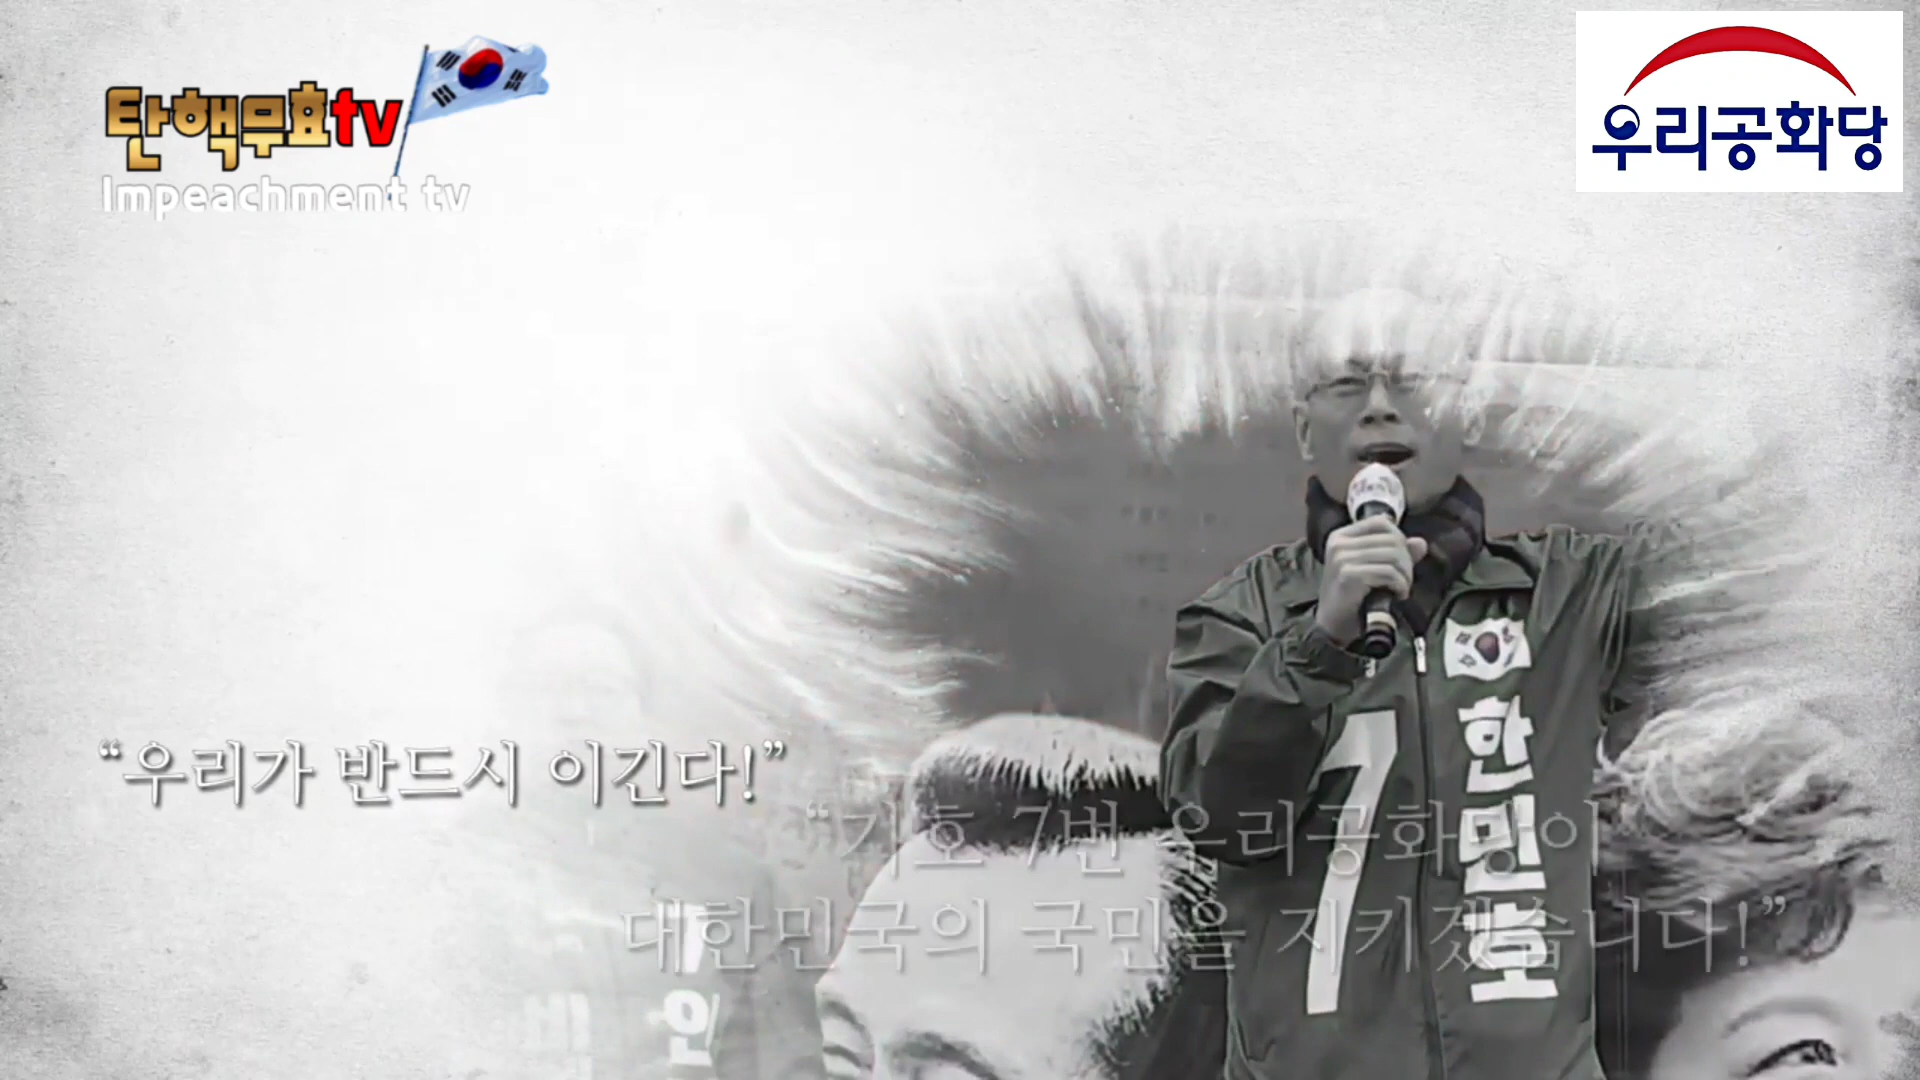 탄핵무효tv
Impeachment tv
우리공화당
“우리가 반드시 이긴다!”
“기호 7번 우리공화당이
대한민국의 국민을 지키겠습니다!”
7
한민호